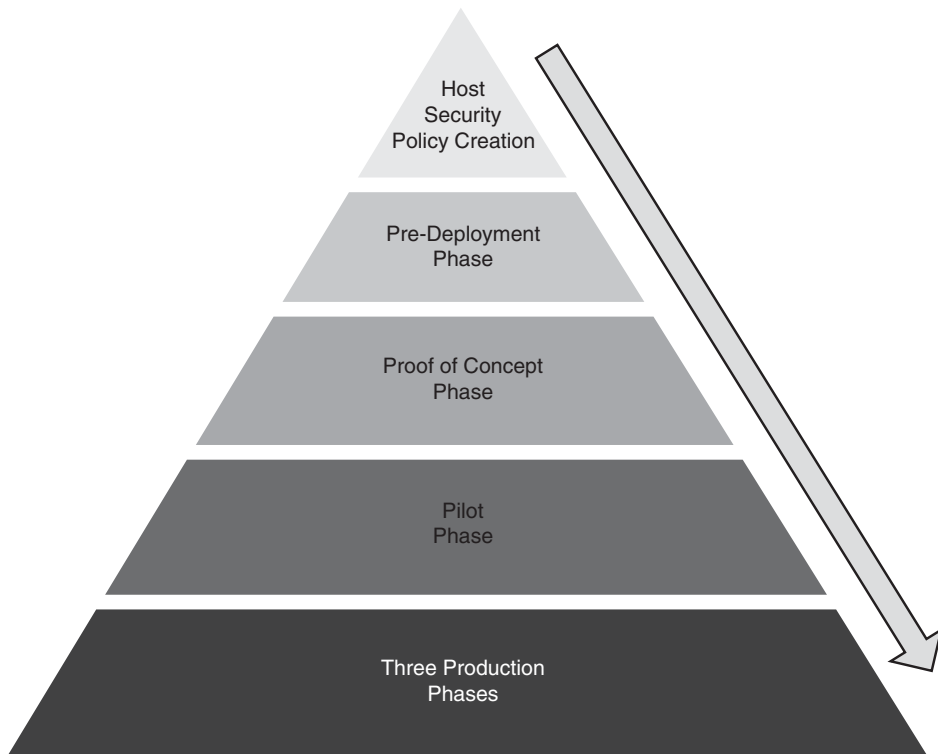 Host
Security
Policy Creation
Pre-Deployment
Phase
Proof of Concept
Phase
Pilot
Phase
Three Production
Phases